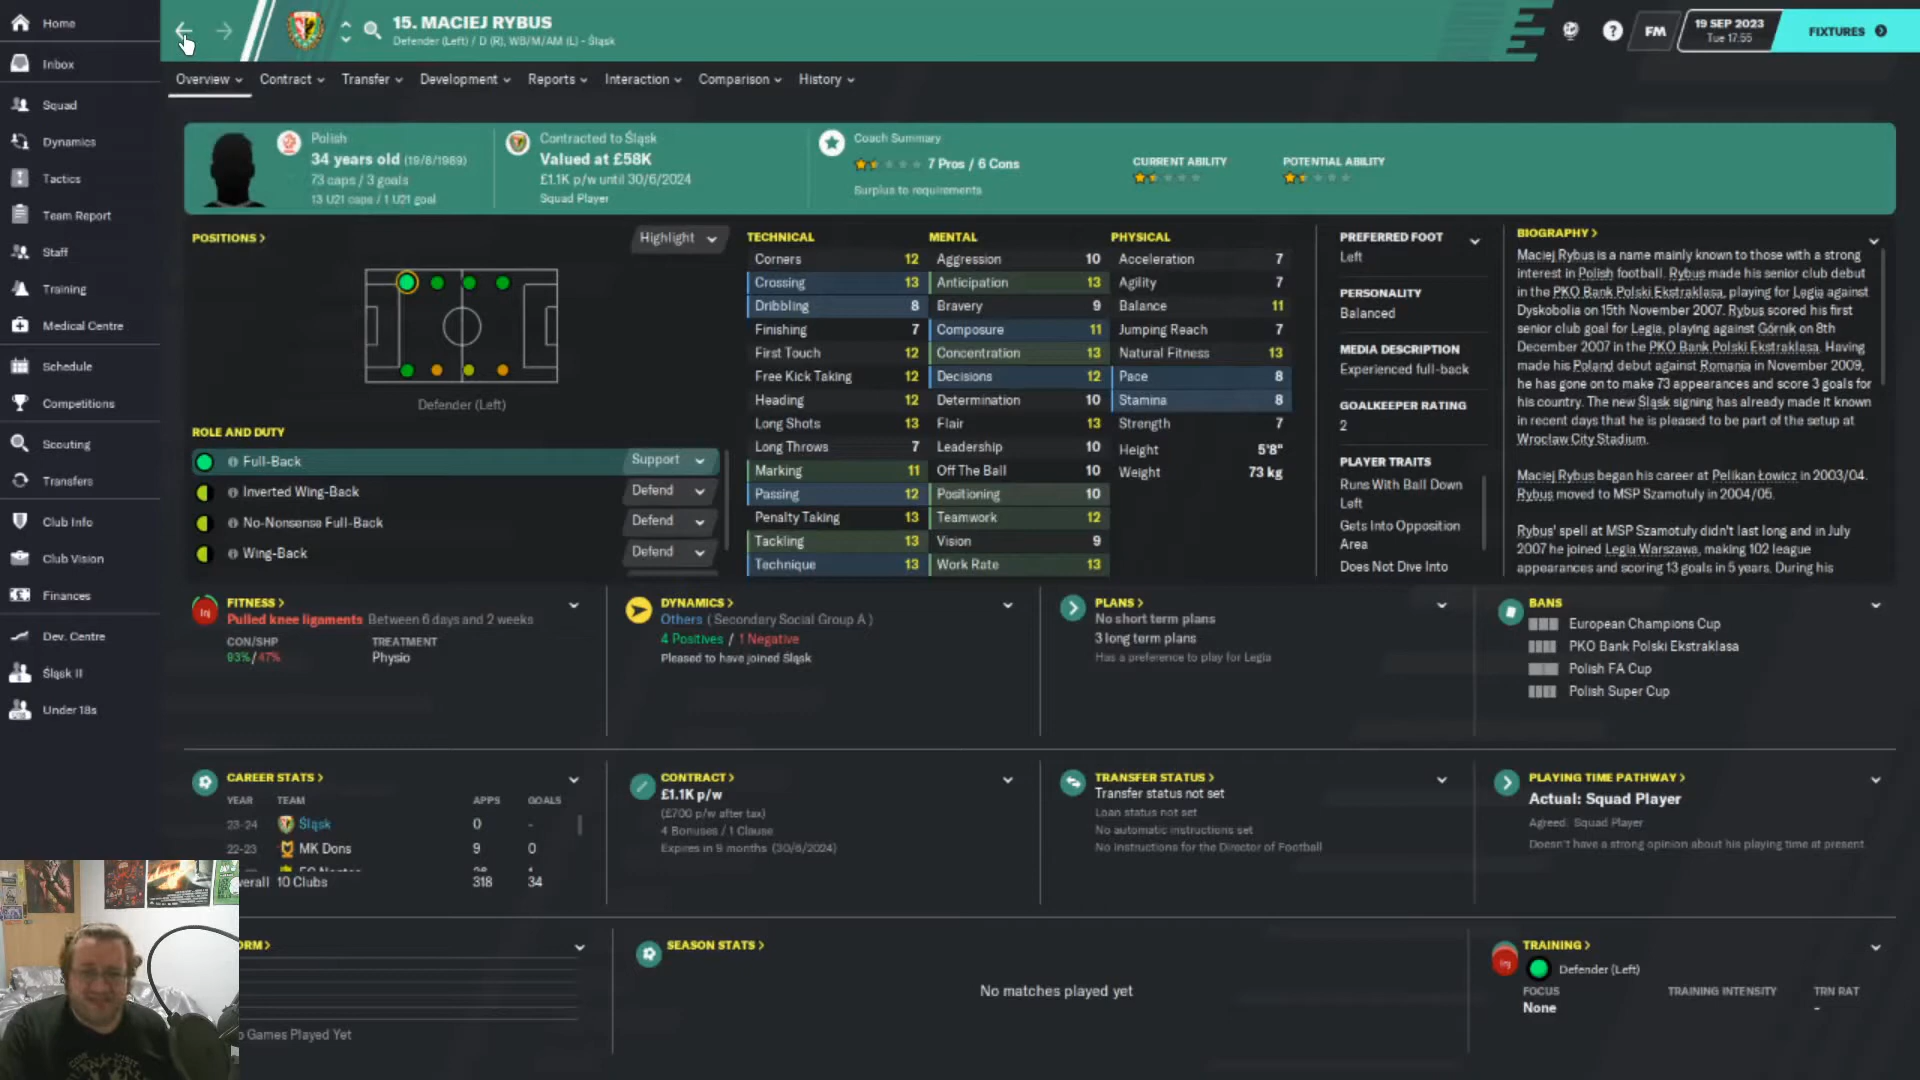 Home
Inbox
Squad
Dynamics
Tactics
Team Report
Staff
Training
Medical Centre
Schedule
Competitions
Scouting
Transfers
Club Info
Club Vision
Finances
Dev. Centre
Śląsk II
Under 18s
15. MACIEJ RYBUS
Defender (Left) / D (R), WB/M/AM (L) - Śląsk
FM
19 SEP 2023
Tue 17:55
FIXTURES
Overview
Contract
Transfer
Development
Reports
Interaction
Comparison
History
Polish
34 years old (19/8/1989)
73 caps / 3 goals
13 U21 caps / 1 U21 goal
Contracted to Śląsk
Valued at £58K
£1.1K p/w until 30/6/2024
Squad Player
Coach Summary
7 Pros / 6 Cons
Surplus to requirements
CURRENT ABILITY
POTENTIAL ABILITY
POSITIONS >
Highlight
Defender (Left)
ROLE AND DUTY
Full-Back Support
Inverted Wing-Back Defend
No-Nonsense Full-Back Defend
Wing-Back Defend
TECHNICAL
Corners 12
Crossing 13
Dribbling 8
Finishing 7
First Touch 12
Free Kick Taking 12
Heading 12
Long Shots 13
Long Throws 7
Marking 11
Passing 12
Penalty Taking 13
Tackling 13
Technique 13
MENTAL
Aggression 10
Anticipation 13
Bravery 9
Composure 11
Concentration 13
Decisions 12
Determination 10
Flair 13
Leadership 10
Off The Ball 10
Positioning 10
Teamwork 12
Vision 9
Work Rate 13
PHYSICAL
Acceleration 7
Agility 7
Balance 11
Jumping Reach 7
Natural Fitness 13
Pace 8
Stamina 8
Strength 7
Height 5'8"
Weight 73 kg
PREFERRED FOOT
Left
PERSONALITY
Balanced
MEDIA DESCRIPTION
Experienced full-back
GOALKEEPER RATING
2
PLAYER TRAITS
Runs With Ball Down
Left
Gets Into Opposition
Area
Does Not Dive Into
BIOGRAPHY >
Maciej Rybus is a name mainly known to those with a strong
interest in Polish football. Rybus made his senior club debut
in the PKO Bank Polski Ekstraklasa, playing for Legia against
Dyskobolia on 15th November 2007. Rybus scored his first
senior club goal for Legia, playing against Górnik on 8th
December 2007 in the PKO Bank Polski Ekstraklasa. Having
made his Poland debut against Romania in November 2009,
he has gone on to make 73 appearances and score 3 goals for
his country. The new Śląsk signing has already made it known
in recent days that he is pleased to be part of the setup at
Wrocław City Stadium.
Maciej Rybus began his career at Pelikan Łowicz in 2003/04.
Rybus moved to MSP Szamotuly in 2004/05.
Rybus' spell at MSP Szamotuly didn't last long and in July
2007 he joined Legia Warszawa, making 102 league
appearances and scoring 13 goals in 5 years. During his
FITNESS >
Inj
Pulled knee ligaments Between 6 days and 2 weeks
CON/SHP
93%/47%
TREATMENT
Physio
DYNAMICS >
Others (Secondary Social Group A)
4 Positives / 1 Negative
Pleased to have joined Śląsk
PLANS >
No short term plans
3 long term plans
Has a preference to play for Legia
BANS
European Champions Cup
PKO Bank Polski Ekstraklasa
Polish FA Cup
Polish Super Cup
CAREER STATS >
YEAR TEAM APPS GOALS
23-24 Śląsk 0 -
22-23 MK Dons 9 0
erall 10 Clubs 318 34
CONTRACT >
£1.1K p/w
(£700 p/w after tax)
4 Bonuses / 1 Clause
Expires in 9 months (30/6/2024)
TRANSFER STATUS >
Transfer status not set
Loan status not set
No automatic instructions set
No instructions for the Director of Football
PLAYING TIME PATHWAY >
Actual: Squad Player
Agreed: Squad Player
Doesn't have a strong opinion about his playing time at present
ORM >
o Games Played Yet
SEASON STATS >
No matches played yet
TRAINING >
Inj
Defender (Left)
FOCUS
None
TRAINING INTENSITY
TRN RAT
-